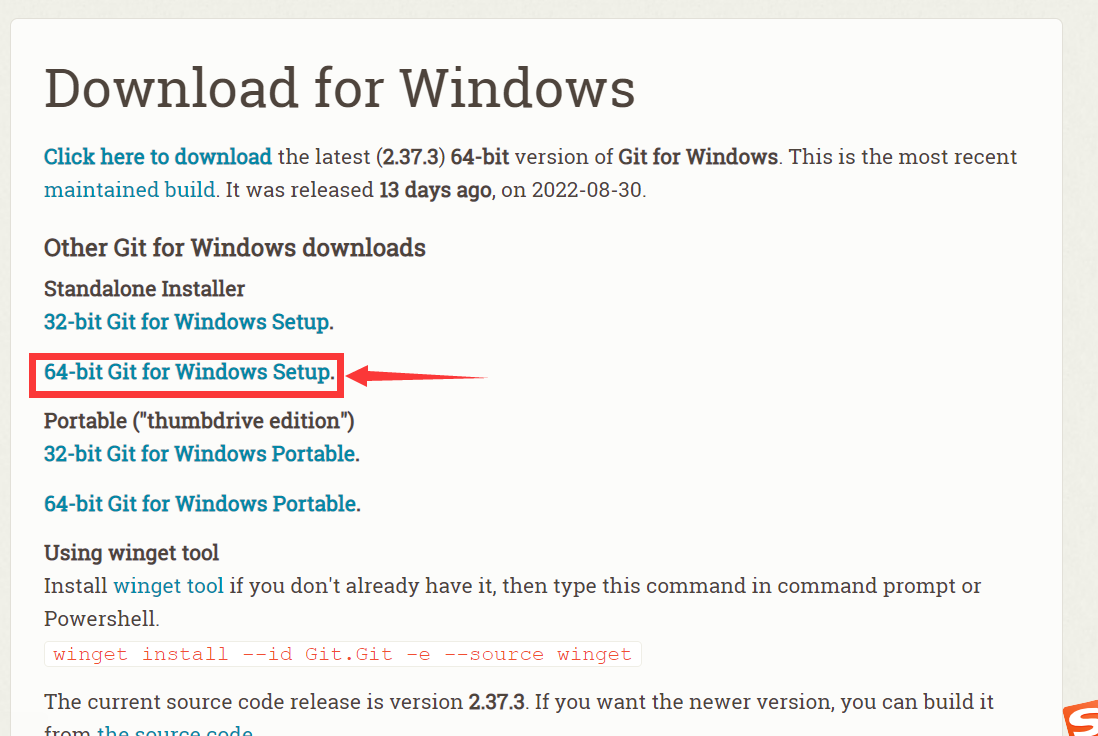 Download for Windows
Click here to download the latest (2.37.3) 64-bit version of Git for Windows. This is the most recent
maintained build. It was released 13 days ago, on 2022-08-30.
Other Git for Windows downloads
Standalone Installer
32-bit Git for Windows Setup.
64-bit Git for Windows Setup.
Portable ("thumbdrive edition")
32-bit Git for Windows Portable.
64-bit Git for Windows Portable.
Using winget tool
Install winget tool if you don't already have it, then type this command in command prompt or
Powershell.
winget install --id Git.Git -e --source winget
The current source code release is version 2.37.3. If you want the newer version, you can build it
from the source code.